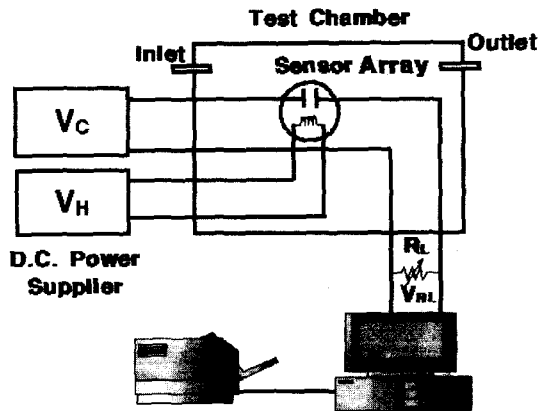 Test Chamber
Inlet
Outlet
Sensor Array
VC
VH
D.C. Power
Supplier
RL
VRL